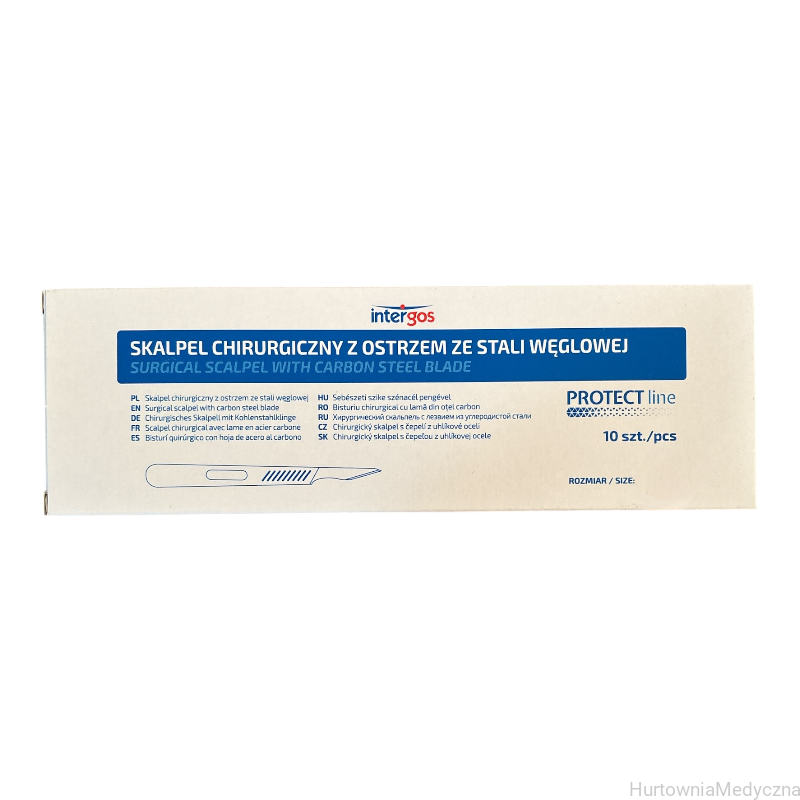 intergos
SKALPEL CHIRURGICZNY Z OSTRZEM ZE STALI WĘGLOWEJ
SURGICAL SCALPEL WITH CARBON STEEL BLADE
PL Skalpel chirurgiczny z ostrzem ze stali węglowej
EN Surgical scalpel with carbon steel blade
DE Chirurgisches Skalpell mit Kohlenstahlklinge
FR Scalpel chirurgical avec lame en acier carbone
ES Bisturí quirúrgico con hoja de acero al carbono
HU Sebészeti szike szénacél pengével
RO Bisturiu chirurgical cu lamă din oțel carbon
RU Хирургический скальпель с лезвием из углеродистой стали
CZ Chirurgický skalpel s čepelí z uhlíkové oceli
SK Chirurgický skalpel s čepeľou z uhlíkovej ocele
PROTECT line
10 szt./pcs
ROZMIAR / SIZE:
HurtowniaMedyczna